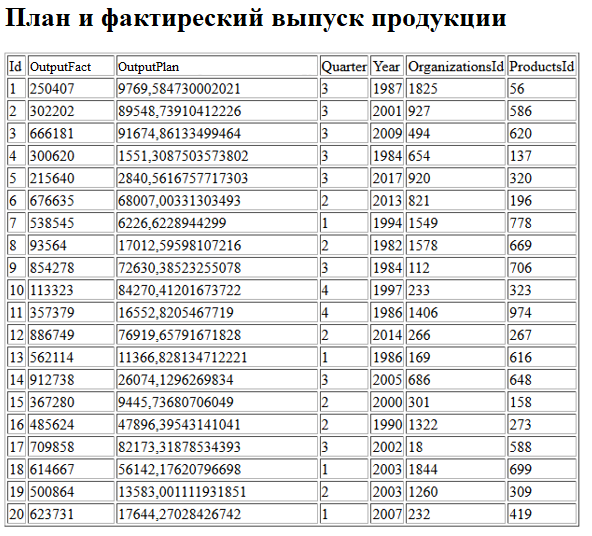 План и фактиреский выпуск продукции
Id OutputFact OutputPlan Quarter Year OrganizationsId ProductsId
1 250407 9769,584730002021 3 1987 1825 56
2 302202 89548,73910412226 3 2001 927 586
3 666181 91674,86133499464 3 2009 494 620
4 300620 1551,3087503573802 3 1984 654 137
5 215640 2840,5616757717303 3 2017 920 320
6 676635 68007,00331303493 2 2013 821 196
7 538545 6226,6228944299 1 1994 1549 778
8 93564 17012,59598107216 2 1982 1578 669
9 854278 72630,38523255078 3 1984 112 706
10 113323 84270,41201673722 4 1997 233 323
11 357379 16552,8205467719 4 1986 1406 974
12 886749 76919,65791671828 2 2014 266 267
13 562114 11366,828134712221 1 1986 169 616
14 912738 26074,1296269834 3 2005 686 648
15 367280 9445,73680706049 2 2000 301 158
16 485624 47896,39543141041 2 1990 1322 273
17 709858 82173,31878534393 3 2002 18 588
18 614667 56142,17620796698 1 2003 1844 699
19 500864 13583,001111931851 2 2003 1260 309
20 623731 17644,27028426742 1 2007 232 419